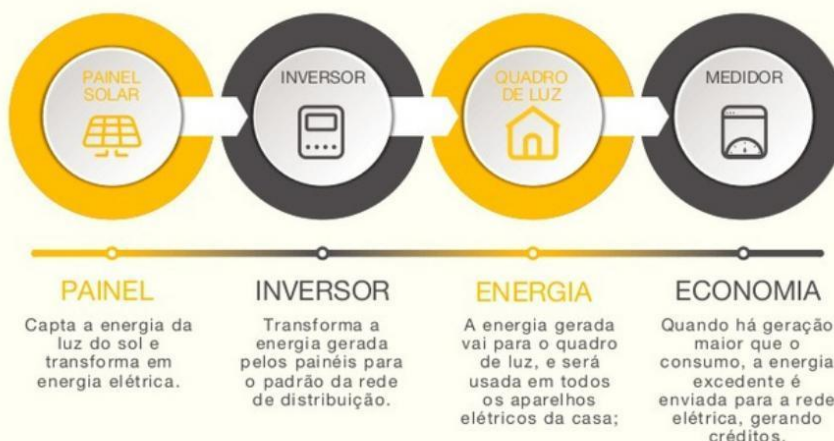 PAINEL
SOLAR
INVERSOR
QUADRO
DE LUZ
MEDIDOR
PAINEL
Capta a energia da
luz do sol e
transforma em
energia elétrica.
INVERSOR
Transforma a
energia gerada
pelos painéis para
o padrão da rede
de distribuição.
ENERGIA
A energia gerada
vai para o quadro
de luz, e será
usada em todos
os aparelhos
elétricos da casa;
ECONOMIA
Quando há geração
maior que o
consumo, a energia
excedente é
enviada para a rede
elétrica, gerando
créditos.